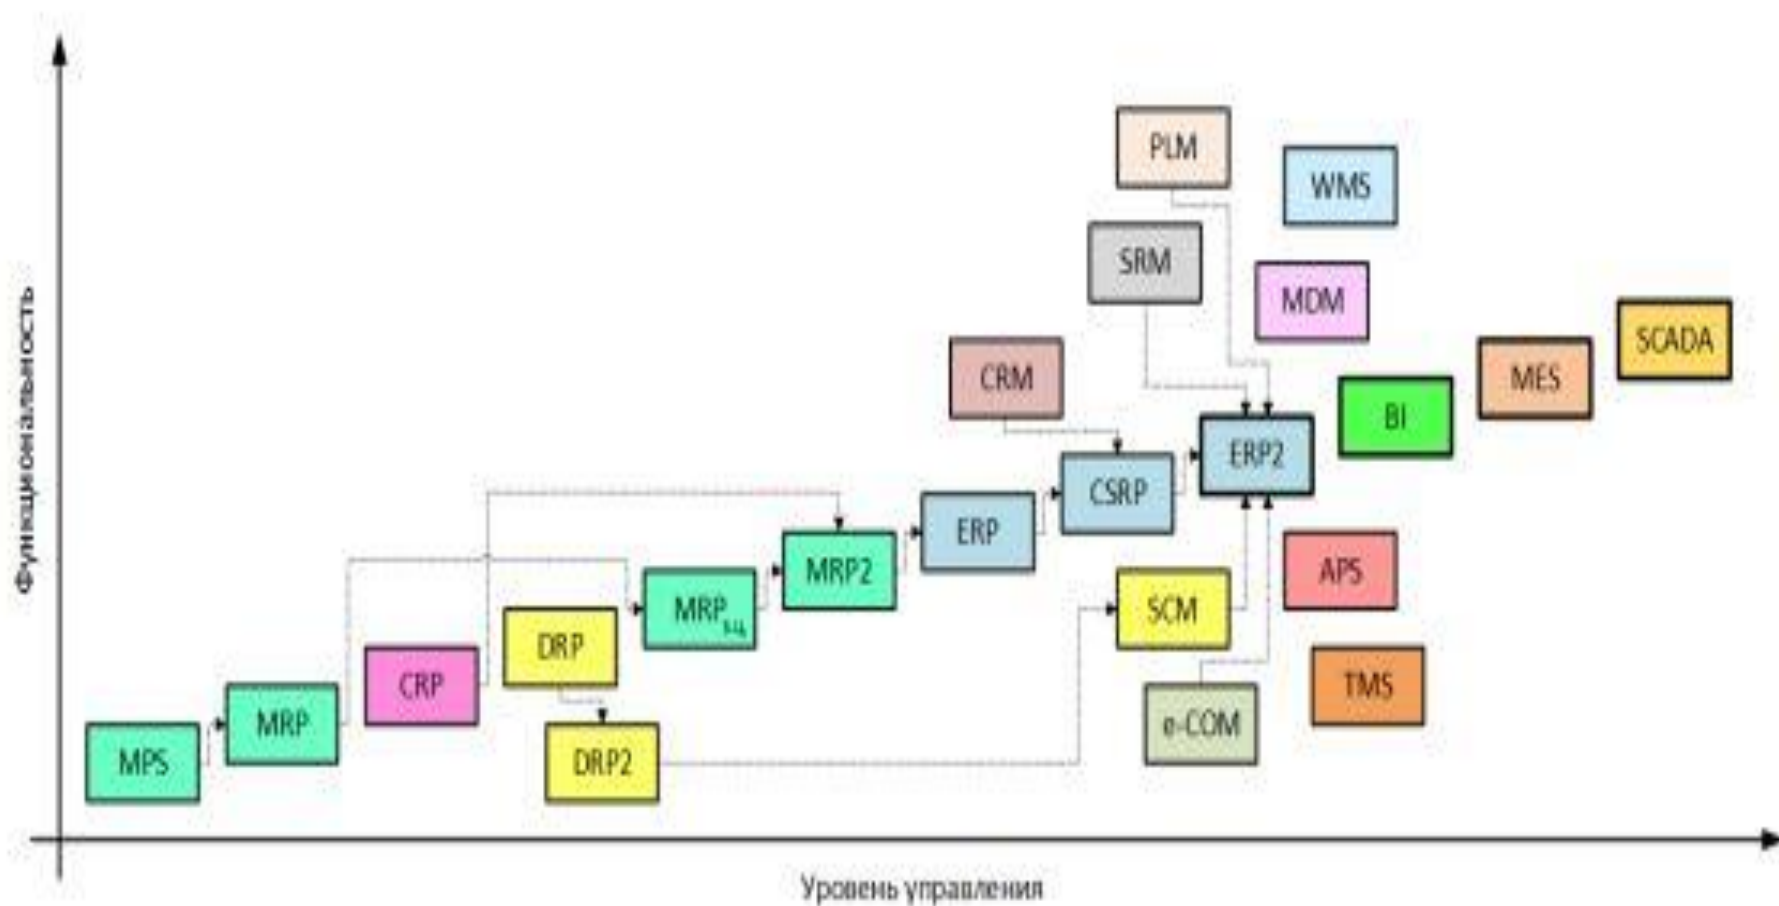 Функциональность
PLM
WMS
SRM
MDM
SCADA
CRM
MES
BI
ERP2
CSRP
ERP
MRP2
APS
MRP з.ц.
SCM
DRP
CRP
TMS
MRP
e-COM
MPS
DRP2
Уровень управления